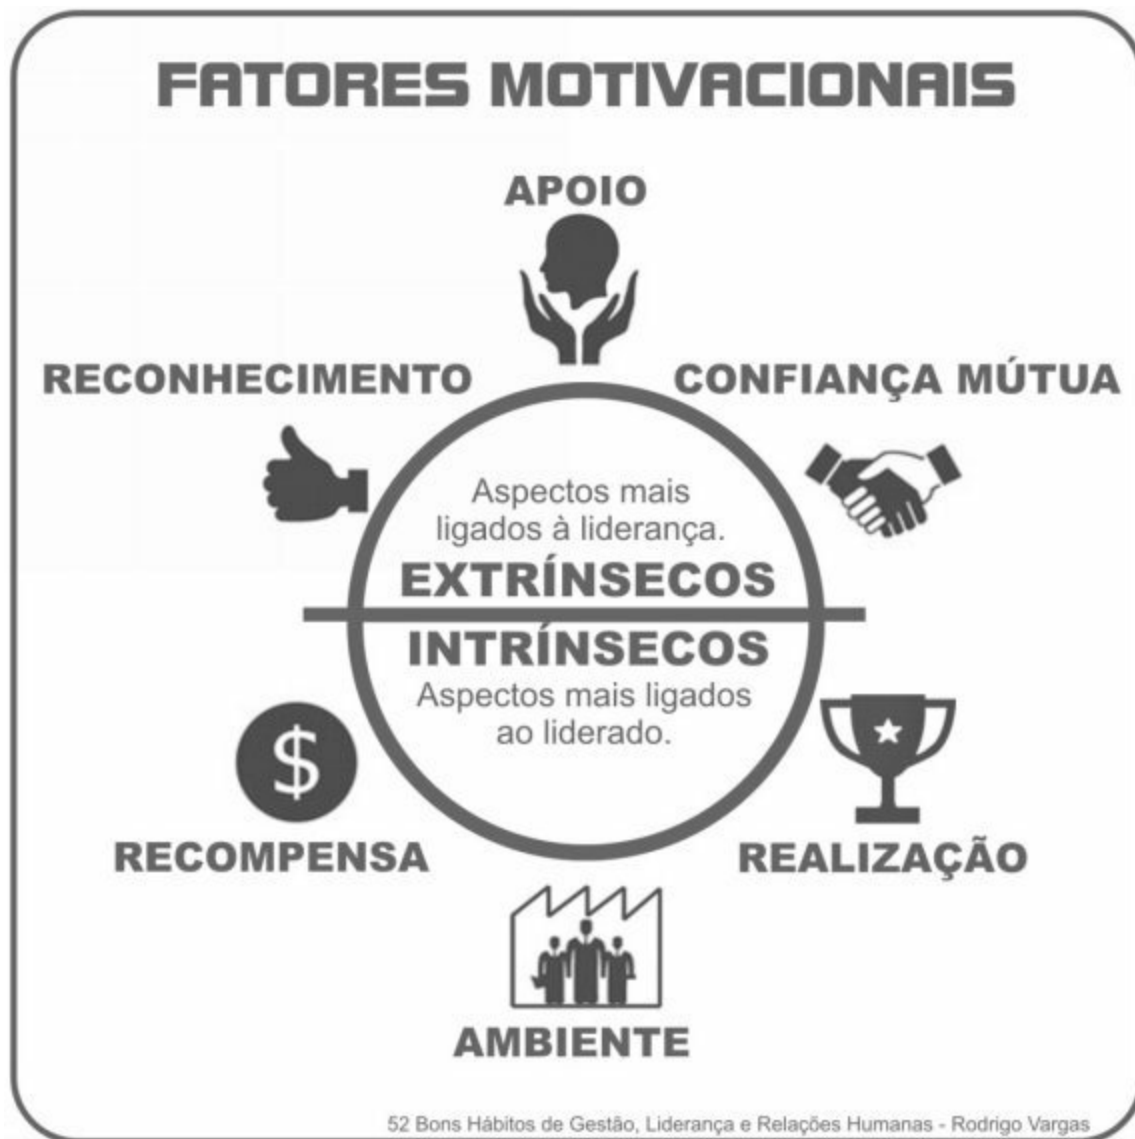 FATORES MOTIVACIONAIS
APOIO
RECONHECIMENTO
CONFIANÇA MÚTUA
Aspectos mais
ligados à liderança.
EXTRÍNSECOS
INTRÍNSECOS
Aspectos mais ligados
ao liderado.
$
RECOMPENSA
REALIZAÇÃO
AMBIENTE
52 Bons Hábitos de Gestão, Liderança e Relações Humanas - Rodrigo Vargas